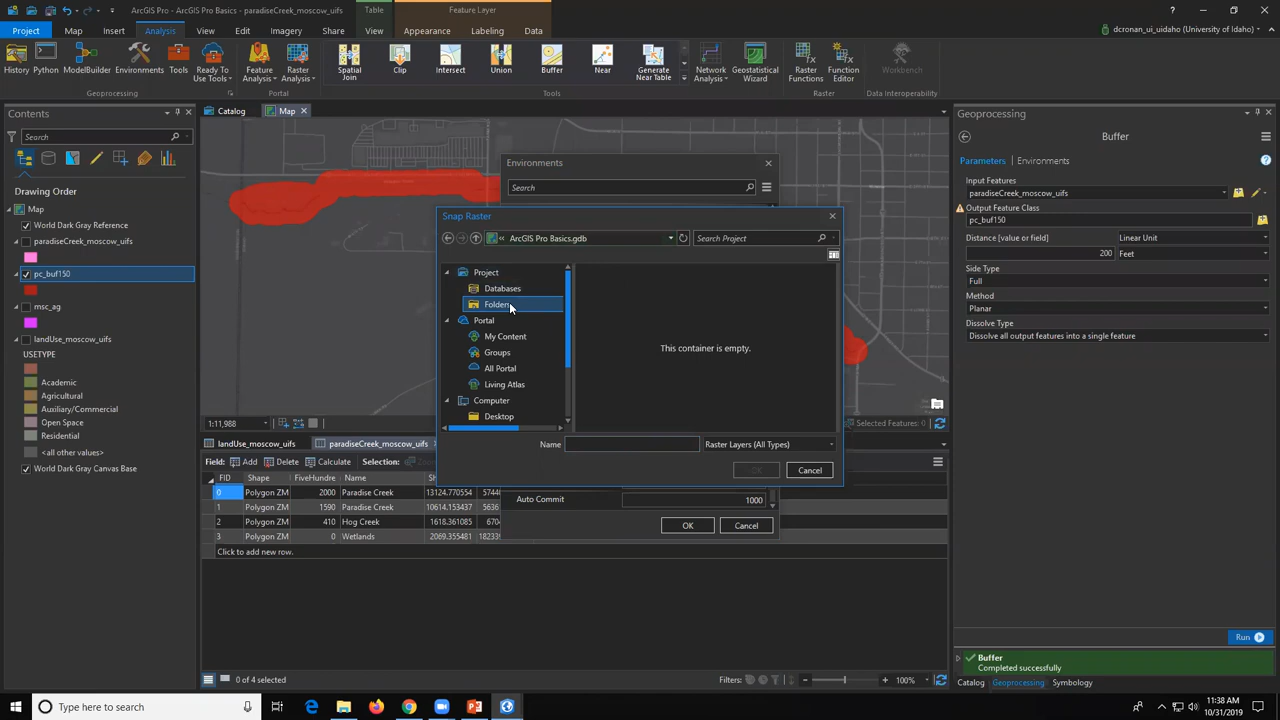 ArcGIS Pro - ArcGIS Pro Basics - paradiseCreek_moscow_uifs
Table
Feature Layer
? — X
Project Map Insert Analysis View Edit Imagery Share View Appearance Labeling Data
dcronan_ui_uidaho (University of Idaho)
History
Python
ModelBuilder
Environments
Tools
Ready To Use Tools
Feature Analysis
Raster Analysis
Spatial Join
Clip
Intersect
Union
Buffer
Near
Generate Near Table
Network Analysis
Geostatistical Wizard
Raster Functions
Function Editor
Workbench
Geoprocessing
Portal
Tools
Raster
Data Interoperability
Contents
Search
Drawing Order
Map
World Dark Gray Reference
paradiseCreek_moscow_uifs
pc_buf150
msc_ag
landUse_moscow_uifs
USETYPE
Academic
Agricultural
Auxiliary/Commercial
Open Space
Residential
<all other values>
World Dark Gray Canvas Base
Catalog
Map
Environments
Search
Snap Raster
ArcGIS Pro Basics.gdb
Search Project
Project
Databases
Folders
Portal
My Content
Groups
All Portal
Living Atlas
Computer
Desktop
This container is empty.
Name
Raster Layers (All Types)
OK
Cancel
Auto Commit 1000
OK
Cancel
1:11,988
Selected Features: 0
landUse_moscow_uifs
paradiseCreek_moscow_uifs
Field: Add Delete Calculate Selection:
FID Shape FiveHundre Name
0 Polygon ZM 2000 Paradise Creek 13124.770554 5744
1 Polygon ZM 1590 Paradise Creek 10614.153437 5636
2 Polygon ZM 410 Hog Creek 1618.361085 6704
3 Polygon ZM 0 Wetlands 2069.355481 182339
Click to add new row.
0 of 4 selected
Filters:
100%
Geoprocessing
Buffer
Parameters Environments
Input Features
paradiseCreek_moscow_uifs
Output Feature Class
pc_buf150
Distance [value or field] Linear Unit
200 Feet
Side Type
Full
Method
Planar
Dissolve Type
Dissolve all output features into a single feature
Run
Buffer
Completed successfully
Catalog Geoprocessing Symbology
Type here to search
11:38 AM
10/31/2019